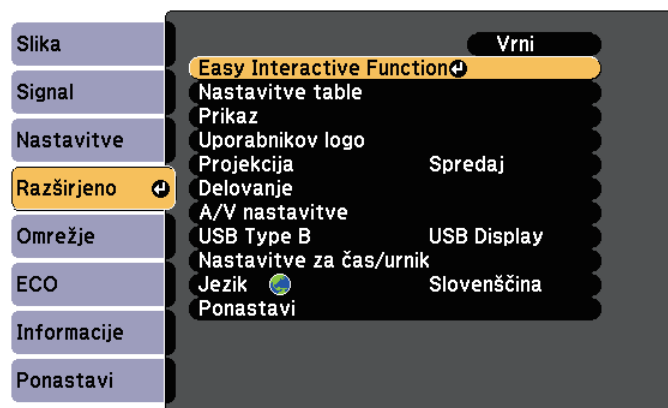 Slika
Signal
Nastavitve
Razširjeno
Omrežje
ECO
Informacije
Ponastavi
Vrni
Easy Interactive Function
Nastavitve table
Prikaz
Uporabnikov logo
Projekcija Spredaj
Delovanje
A/V nastavitve
USB Type B USB Display
Nastavitve za čas/urnik
Jezik Slovenščina
Ponastavi